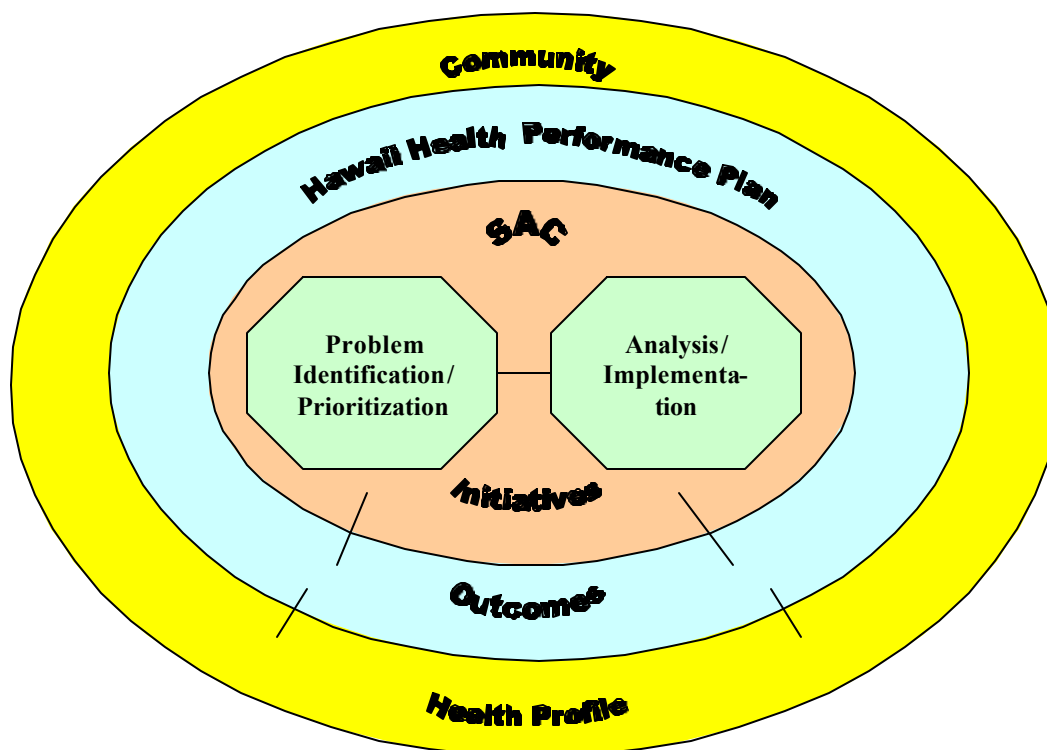 Community
Hawaii Health Performance Plan
SAC
Problem
Identification/
Prioritization
Analysis/
Implementa-
tion
Initiatives
Outcomes
Health Profile